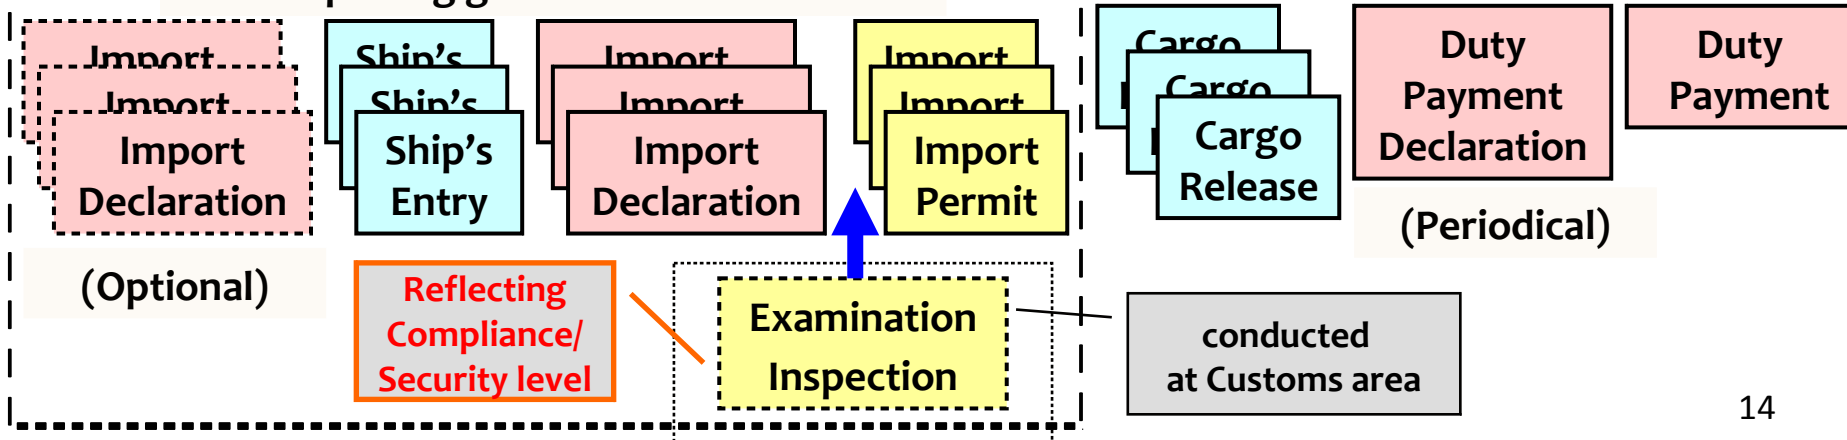 Import
Import
Import
Declaration
(Optional)
Ship's
Ship's
Ship's
Entry
Import
Import
Import
Declaration
Import
Import
Import
Permit
Reflecting
Compliance/
Security level
Examination
Inspection
Cargo
Cargo
Cargo
Release
Duty
Payment
Declaration
(Periodical)
Duty
Payment
conducted
at Customs area
14